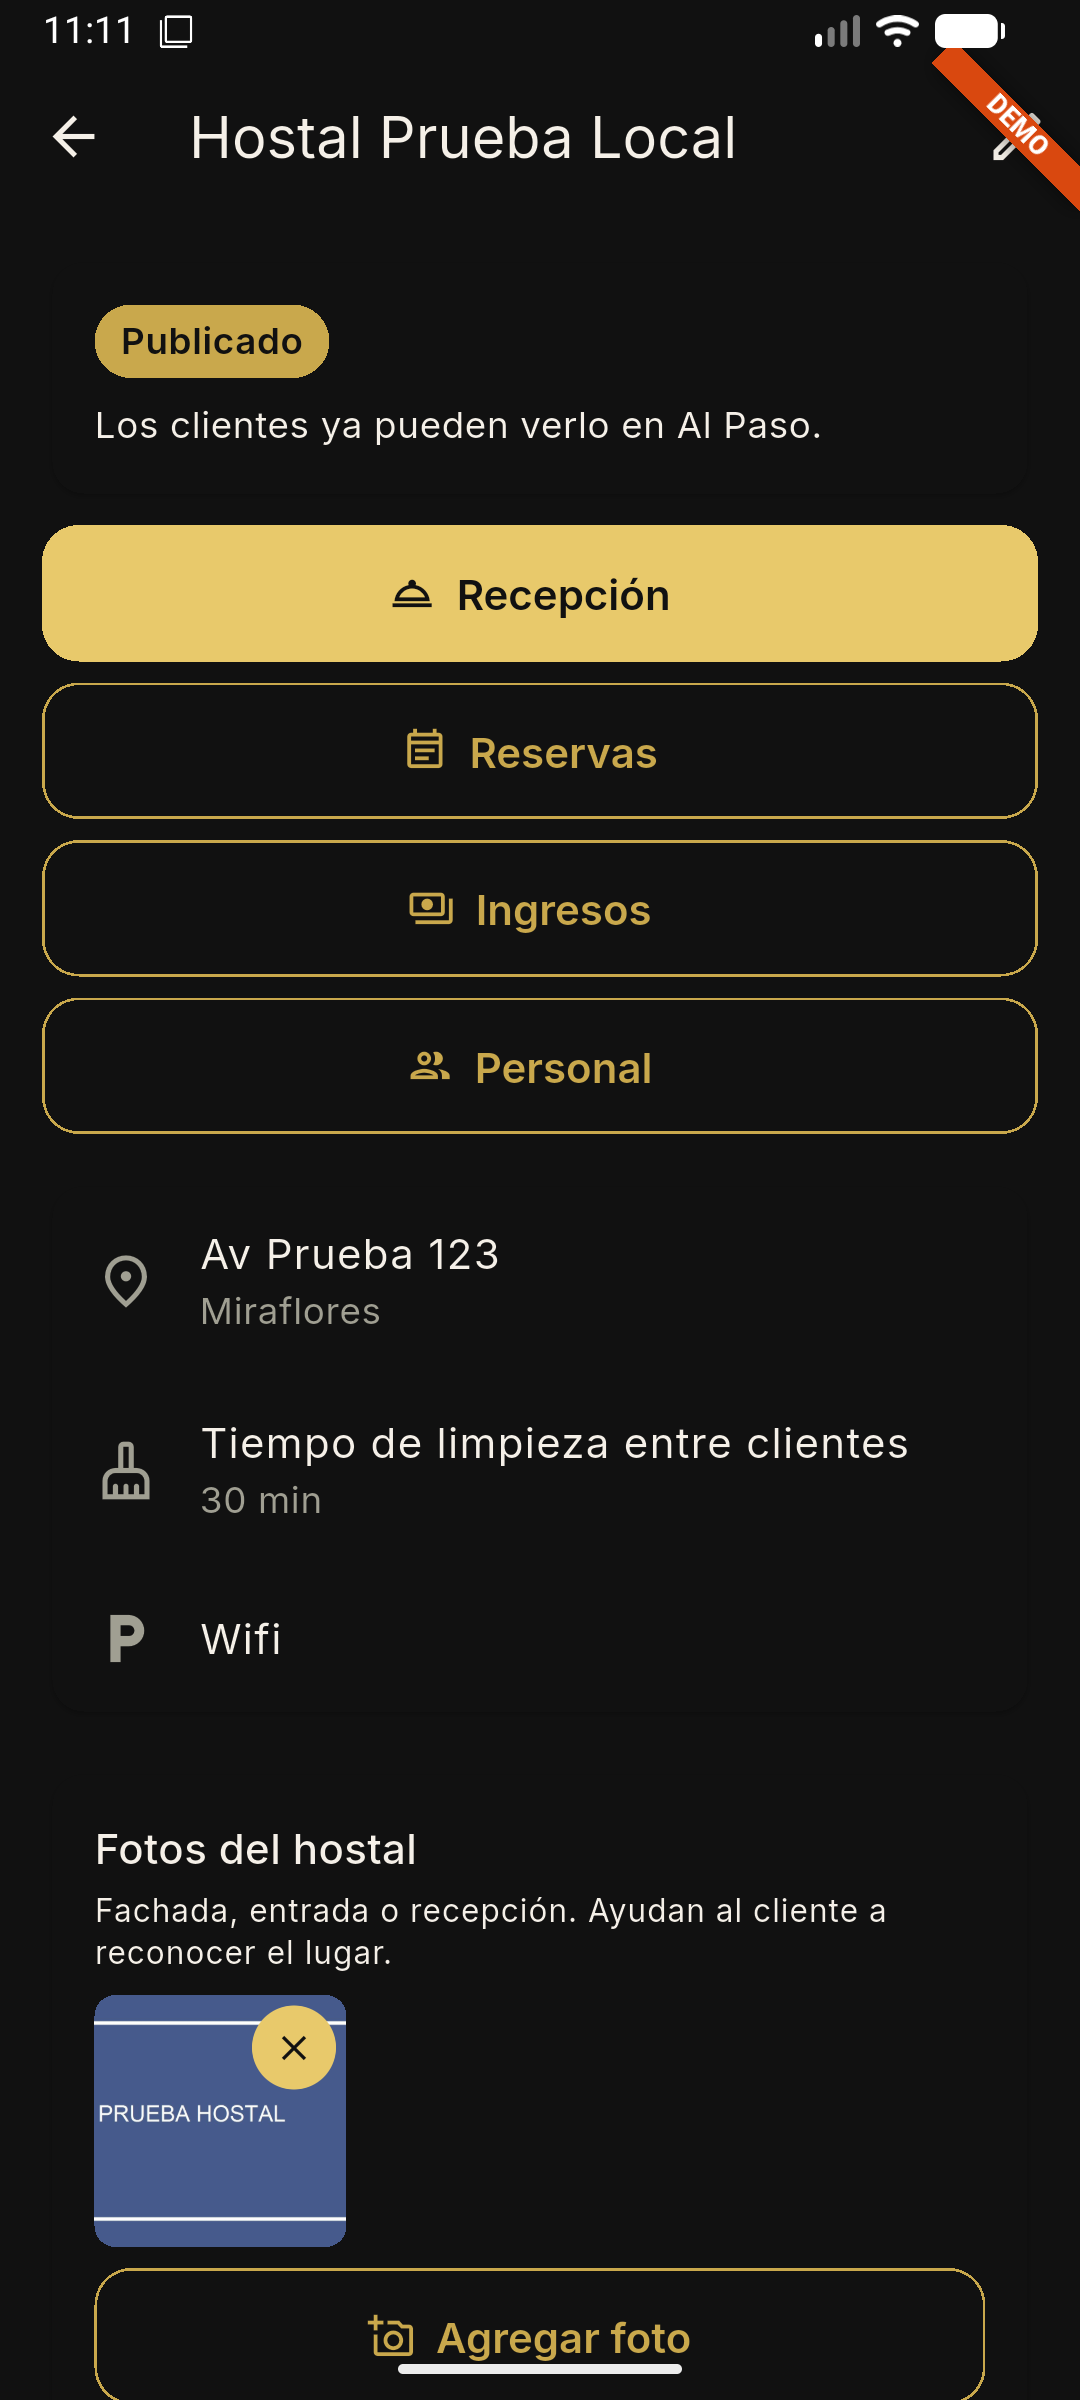 11:11
DEMO
Hostal Prueba Local
Publicado
Los clientes ya pueden verlo en Al Paso.
Recepción
Reservas
Ingresos
Personal
Av Prueba 123
Miraflores
Tiempo de limpieza entre clientes
30 min
P Wifi
Fotos del hostal
Fachada, entrada o recepción. Ayudan al cliente a
reconocer el lugar.
PRUEBA HOSTAL
Agregar foto